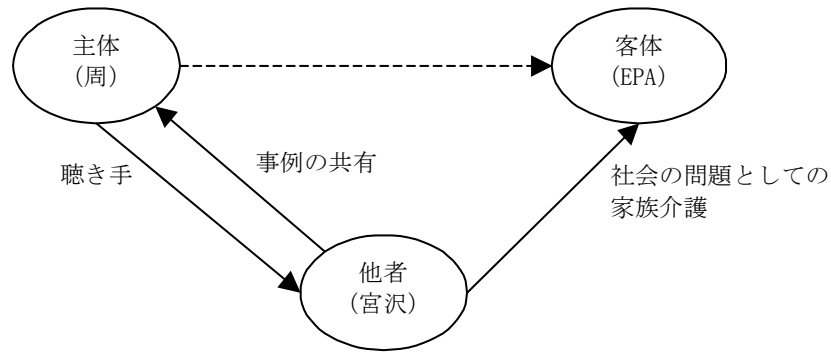 主体
(周)
客体
(EPA)
聴き手
事例の共有
社会の問題としての
家族介護
他者
(宮沢)